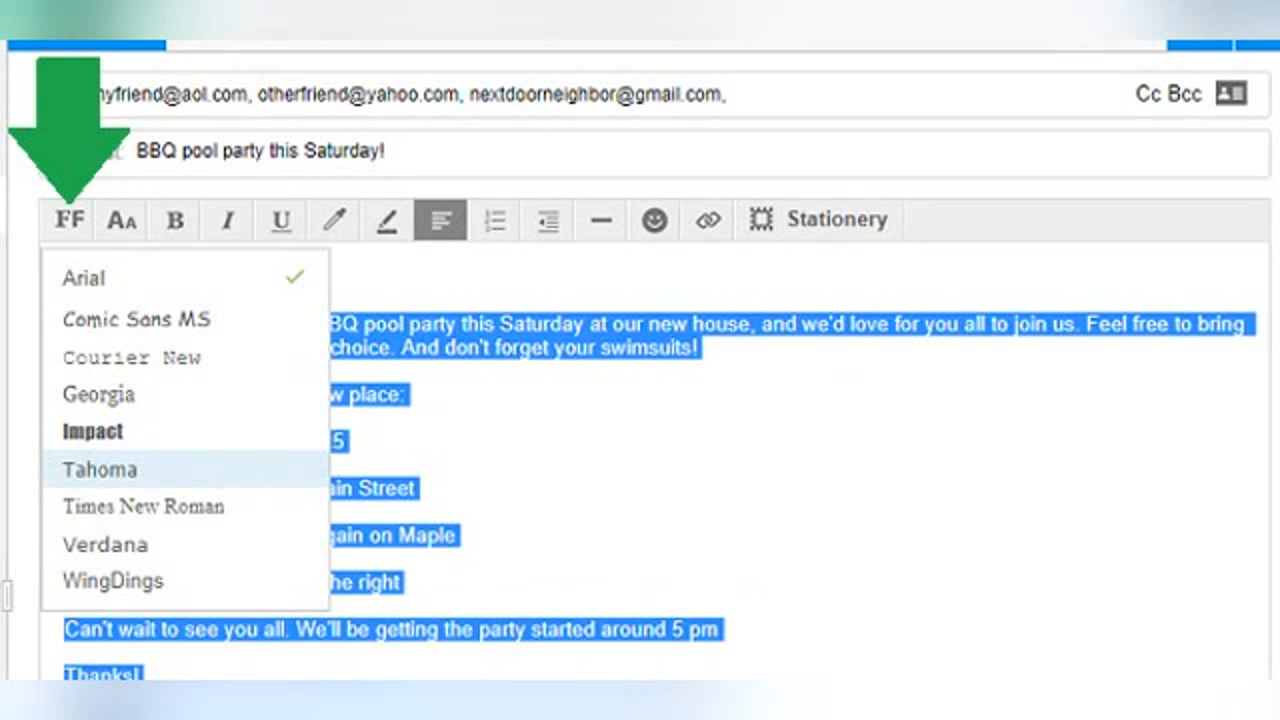 myfriend@aol.com, otherfriend@yahoo.com, nextdoorneighbor@gmail.com,
Cc Bcc
BBQ pool party this Saturday!
FF AA B I U Stationery
Arial
Comic Sans MS
Courier New
Georgia
Impact
Tahoma
Times New Roman
Verdana
WingDings
BQ pool party this Saturday at our new house, and we'd love for you all to join us. Feel free to bring
choice. And don't forget your swimsuits!
w place:
5
ain Street
gain on Maple
he right
Can't wait to see you all. We'll be getting the party started around 5 pm
Thanks!